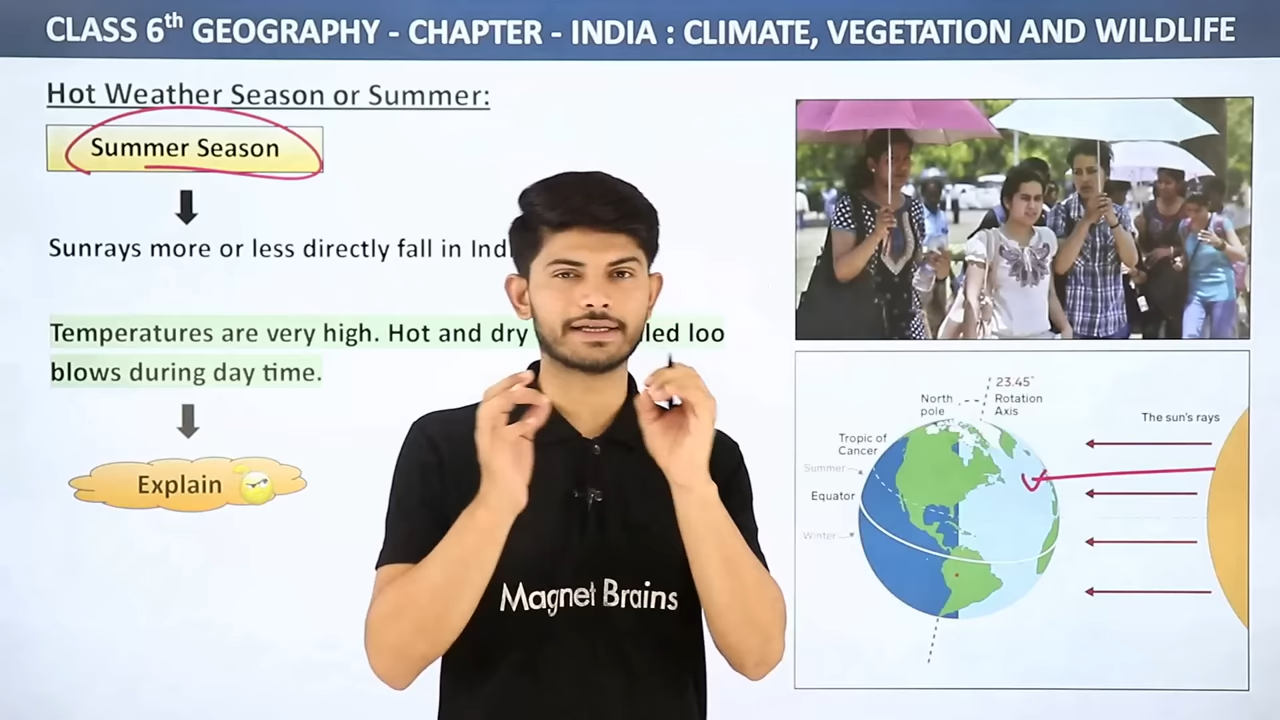 CLASS 6th GEOGRAPHY - CHAPTER - INDIA : CLIMATE, VEGETATION AND WILDLIFE
Hot Weather Season or Summer:
Summer Season
Sunrays more or less directly fall in
Temperatures are very high. Hot and dry loo
blows during day time.
Explain
Magnet Brains
23.45°
North
pole
Rotation
Axis
The sun's rays
Tropic of
Cancer
Summer
Equator
Winter